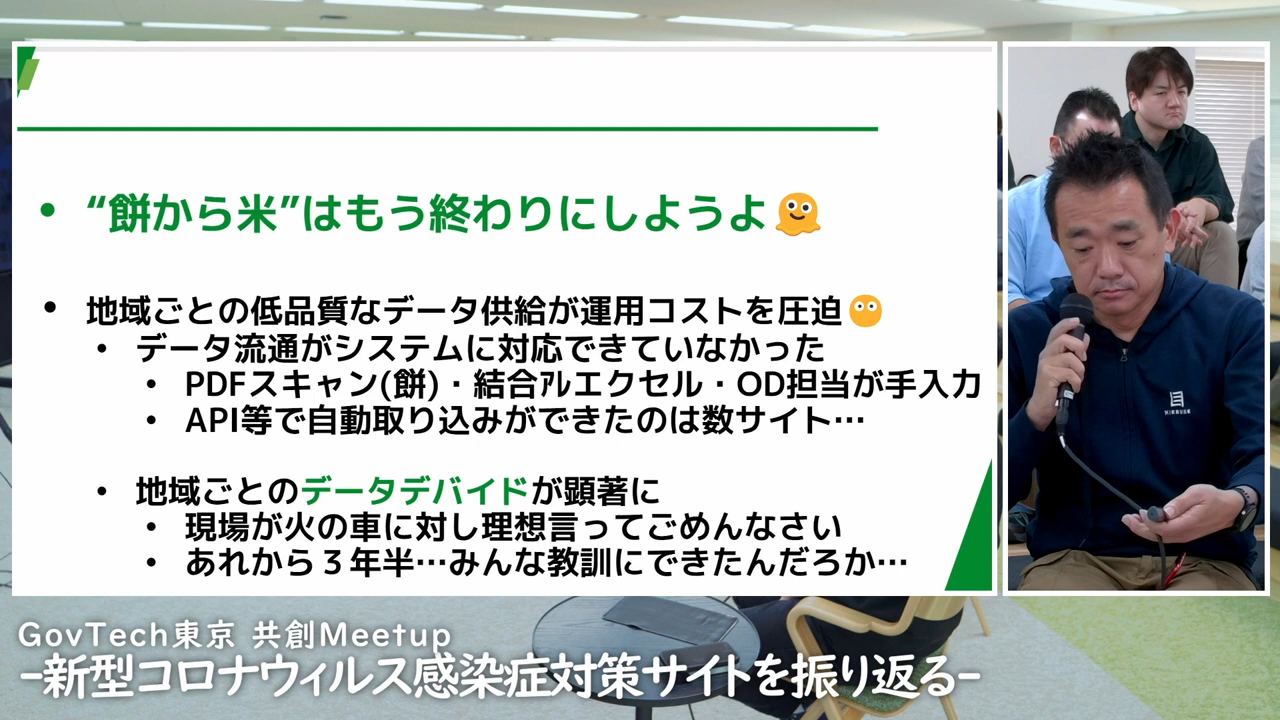 • “餅から米”はもう終わりにしようよ🫠
• 地域ごとの低品質なデータ供給が運用コストを圧迫😶
• データ流通がシステムに対応できていなかった
• PDFスキャン(餅)・結合ｱﾙエクセル・OD担当が手入力
• API等で自動取り込みができたのは数サイト…
• 地域ごとのデータデバイドが顕著に
• 現場が火の車に対し理想言ってごめんなさい
• あれから３年半…みんな教訓にできたんだろか…
GovTech東京 共創Meetup
-新型コロナウィルス感染症対策サイトを振り返る-